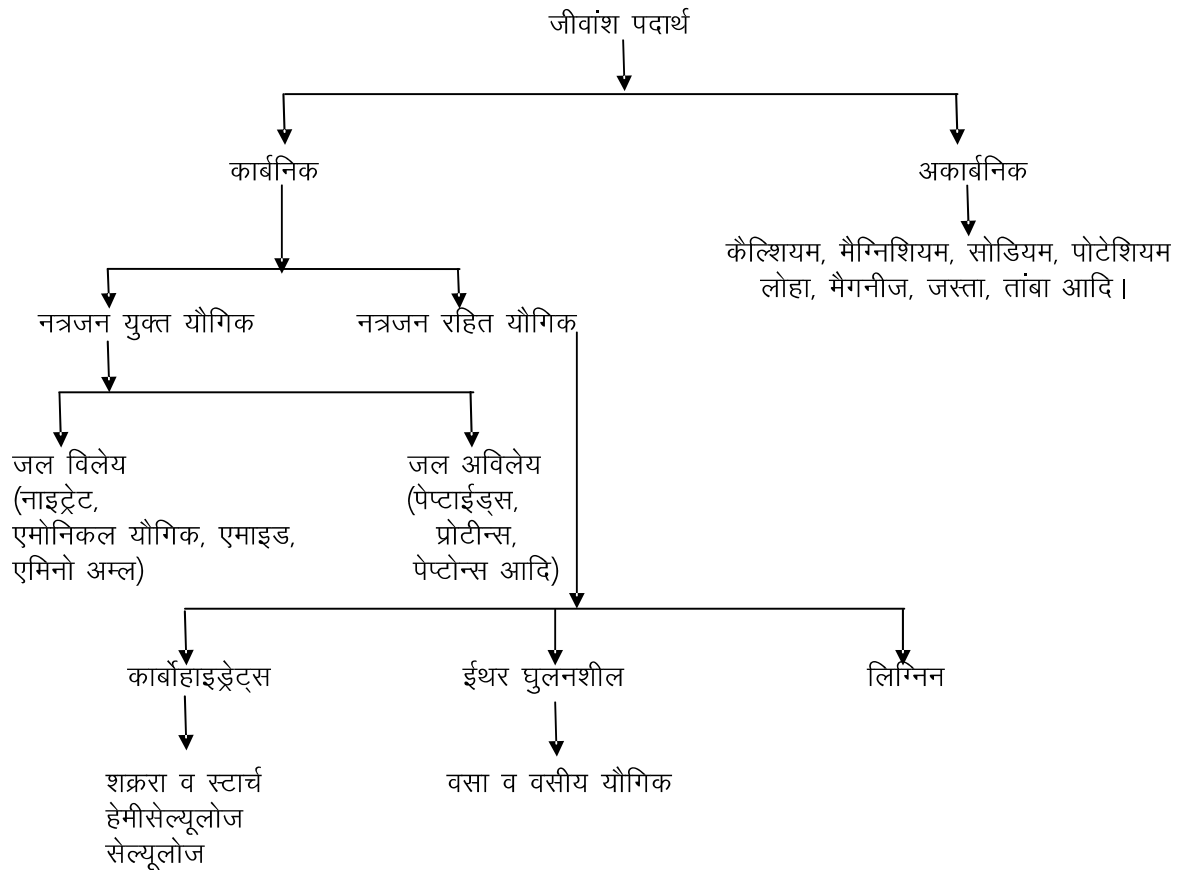 जीवांश पदार्थ
कार्बनिक
अकार्बनिक
कैल्शियम, मैग्निशियम, सोडियम, पोटेशियम
लोहा, मैगनीज, जस्ता, तांबा आदि।
नत्रजन युक्त यौगिक
नत्रजन रहित यौगिक
जल विलेय
(नाइट्रेट,
एमोनिकल यौगिक, एमाइड,
एमिनो अम्ल)
जल अविलेय
(पेप्टाईड्स,
प्रोटीन्स,
पेप्टोन्स आदि)
कार्बोहाइड्रेट्स
ईथर घुलनशील
लिग्निन
शक्ररा व स्टार्च
हेमीसेल्यूलोज
सेल्यूलोज
वसा व वसीय यौगिक